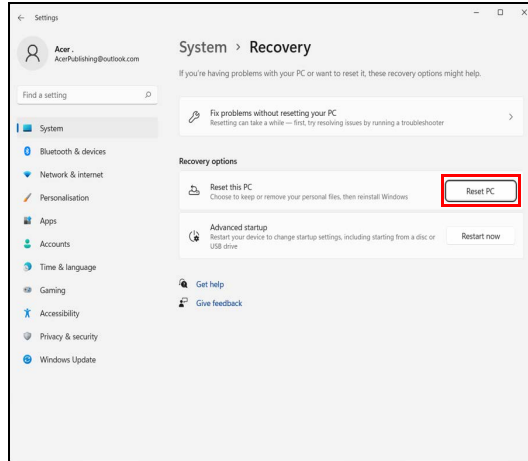 Settings
Acer .
AcerPublishing@outlook.com
Find a setting
System
Bluetooth & devices
Network & internet
Personalisation
Apps
Accounts
Time & language
Gaming
Accessibility
Privacy & security
Windows Update
System > Recovery
If you're having problems with your PC or want to reset it, these recovery options might help.
Fix problems without resetting your PC
Resetting can take a while — first, try resolving issues by running a troubleshooter
Recovery options
Reset this PC
Choose to keep or remove your personal files, then reinstall Windows
Reset PC
Advanced startup
Restart your device to change startup settings, including starting from a disc or
USB drive
Restart now
Get help
Give feedback